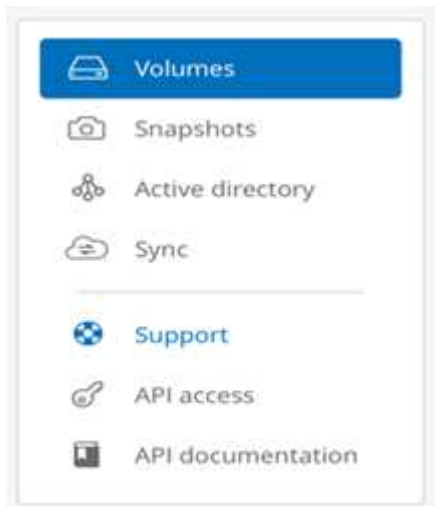 Volumes
Snapshots
Active directory
Sync
Support
API access
API documentation